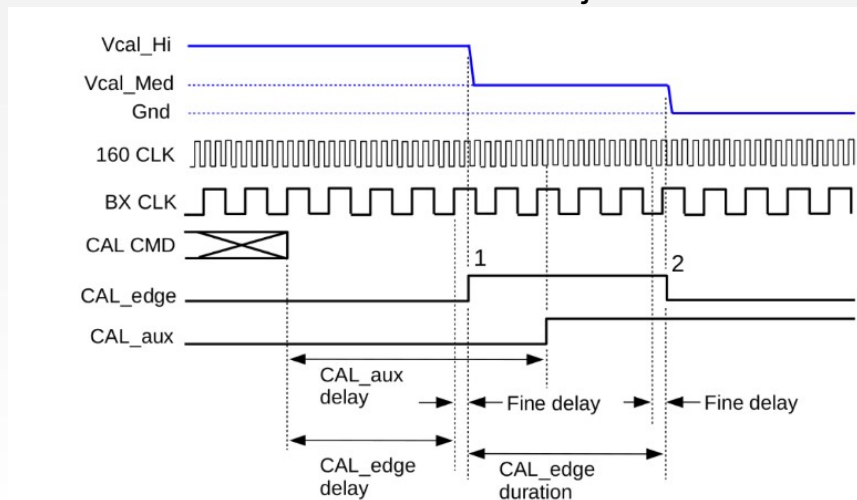 Vcal_Hi
Vcal_Med
Gnd
160 CLK
BX CLK
CAL CMD
1
2
CAL_edge
CAL_aux
CAL_aux
delay
Fine delay
Fine delay
CAL_edge
delay
CAL_edge
duration